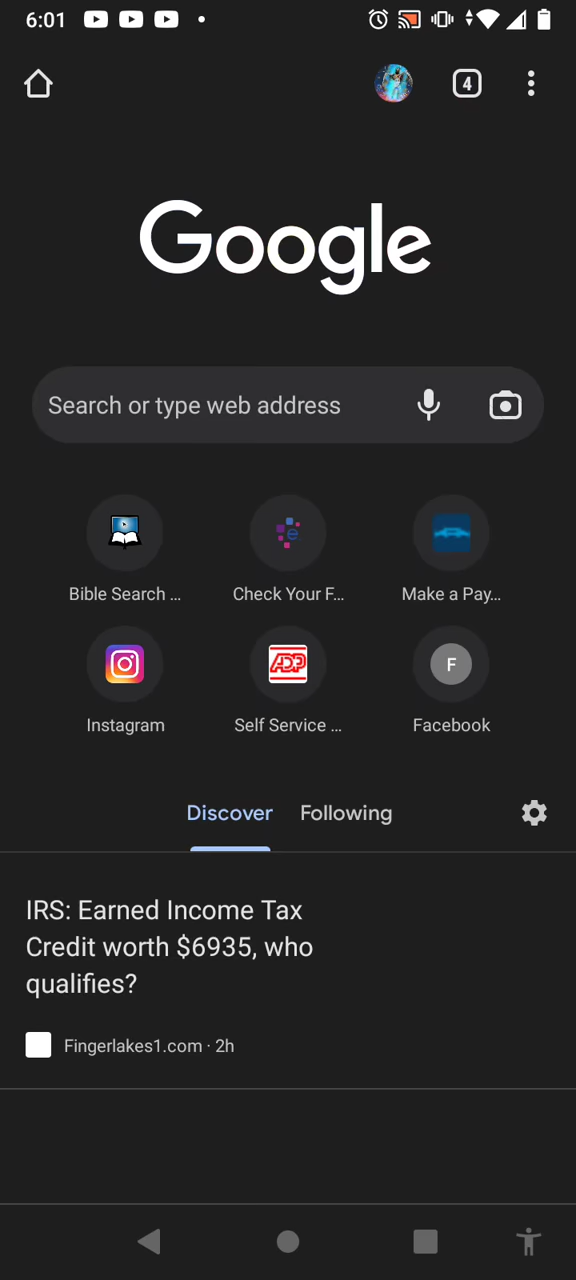 6:01
4
Google
Search or type web address
Bible Search ...
Check Your F...
Make a Pay...
ADP
Instagram
Self Service ...
F
Facebook
Discover
Following
IRS: Earned Income Tax
Credit worth $6935, who
qualifies?
Fingerlakes1.com · 2h